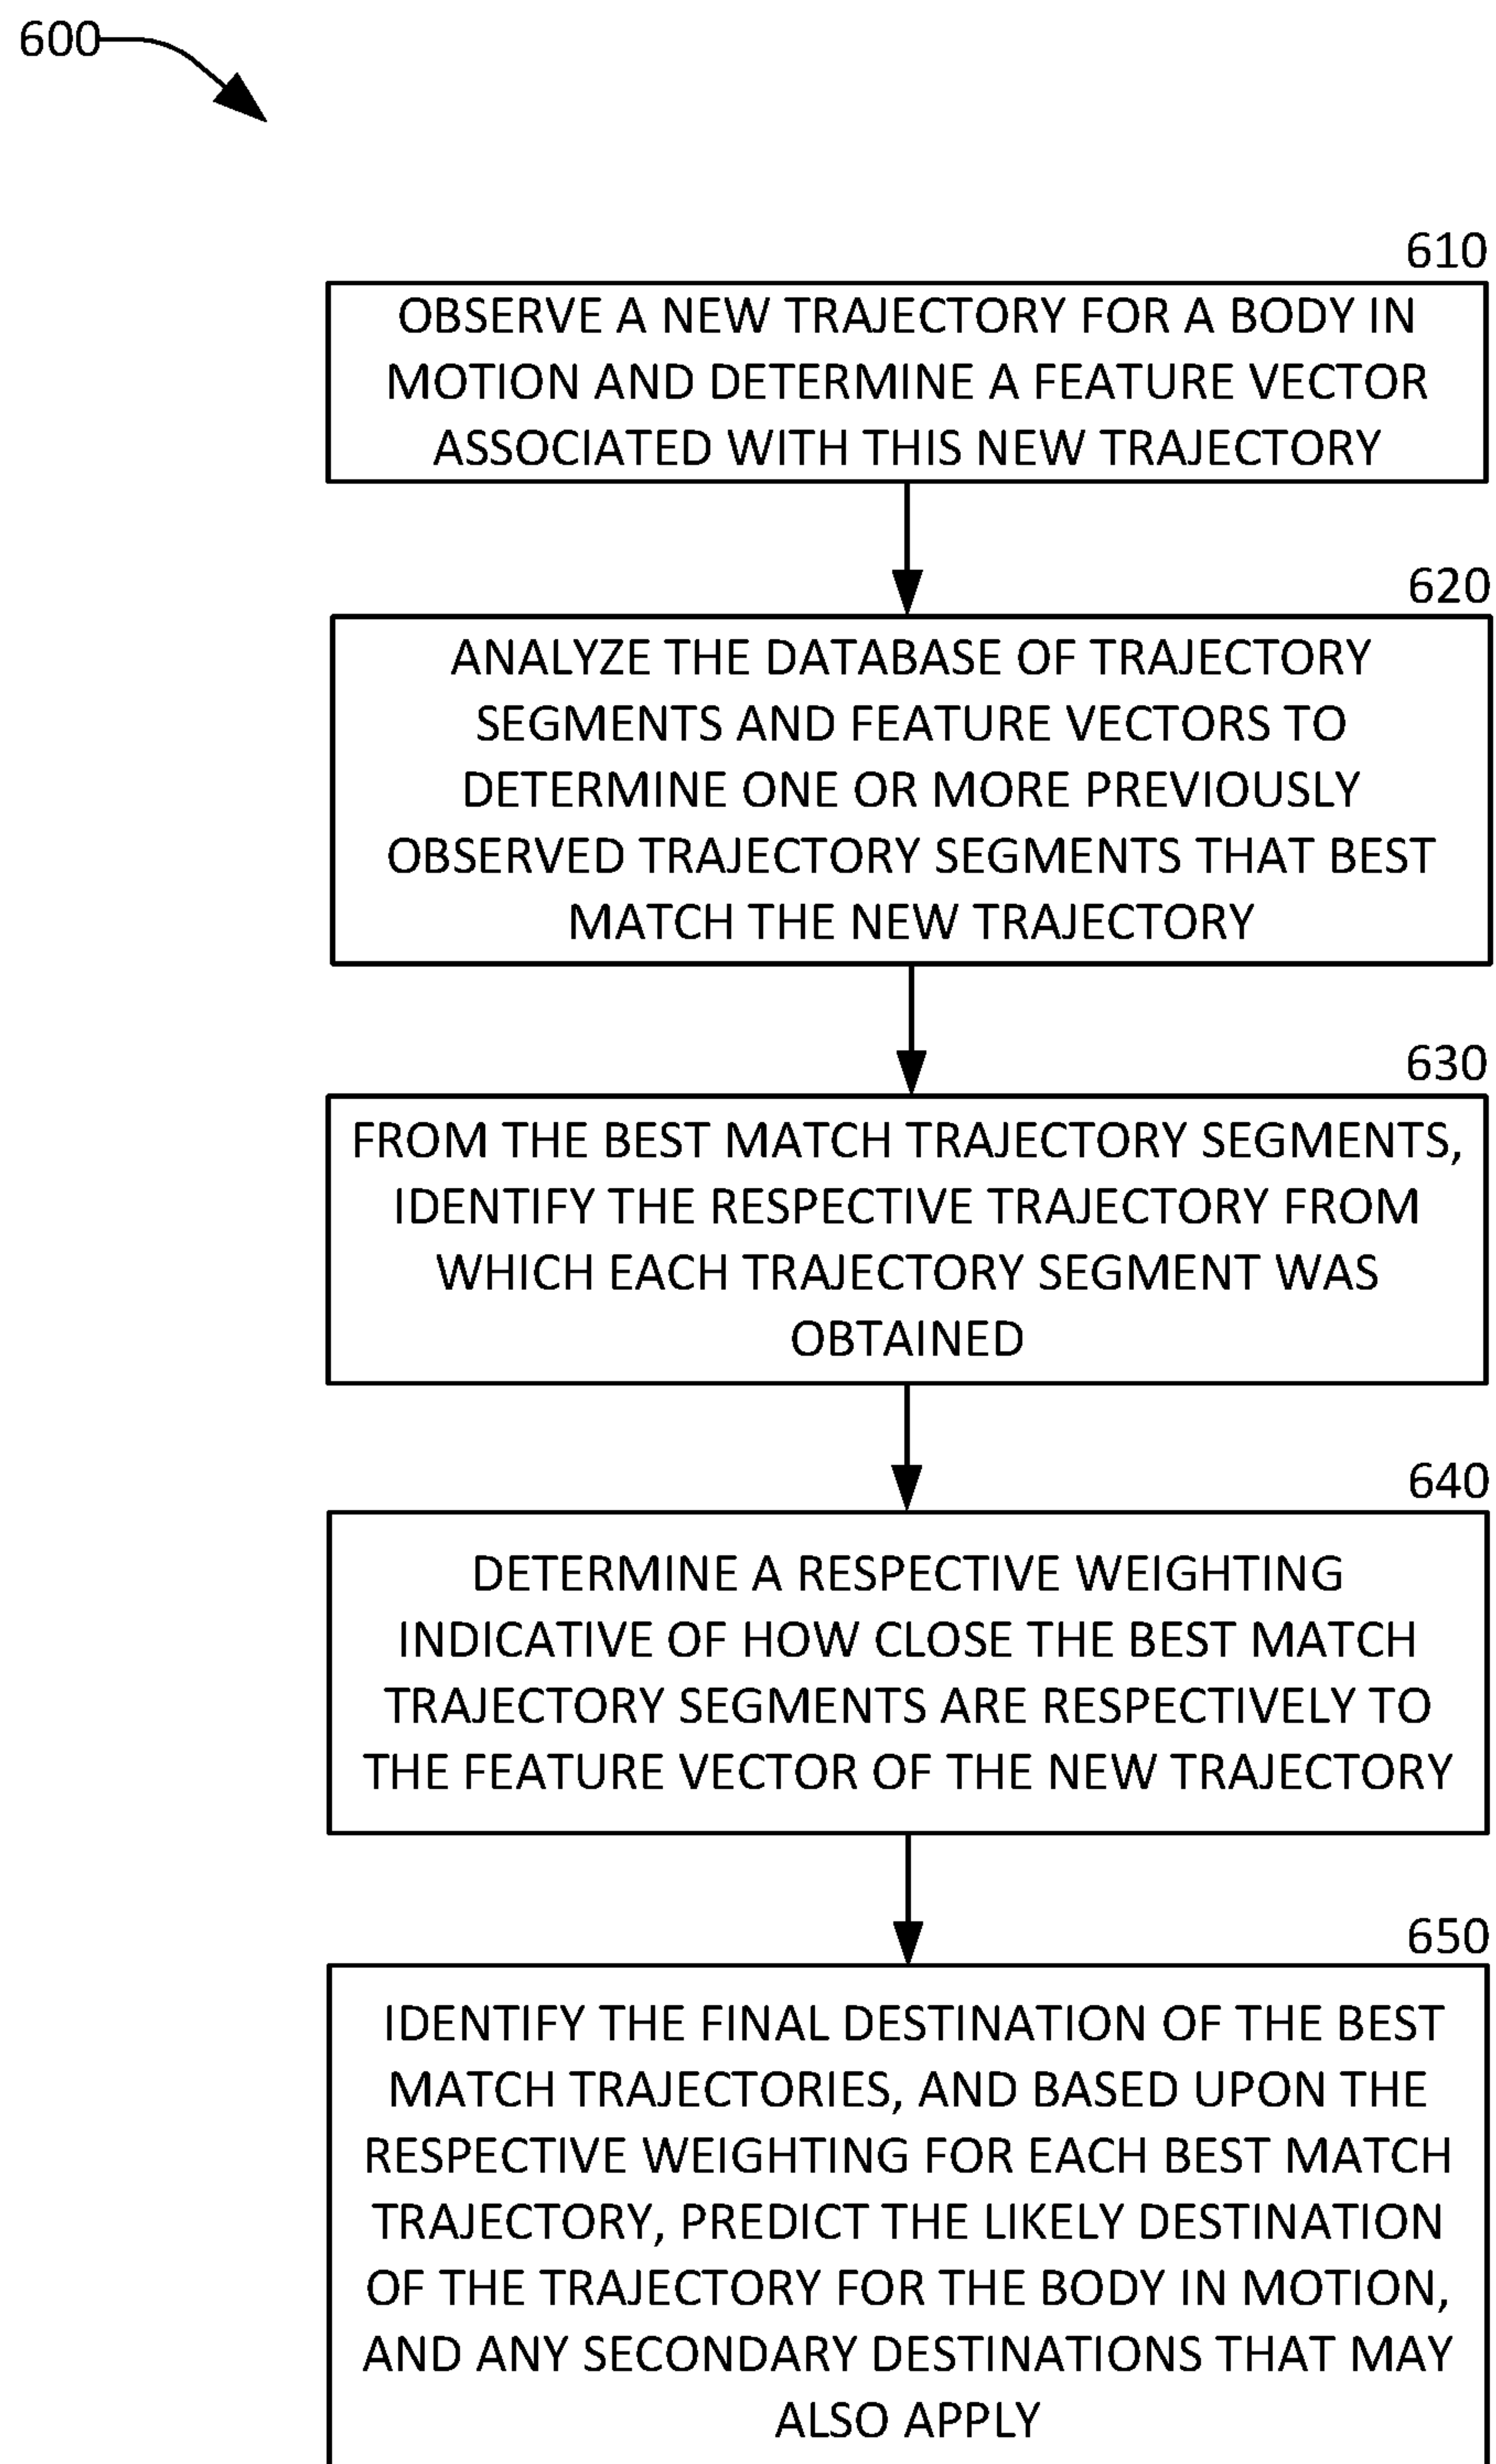 600
610
OBSERVE A NEW TRAJECTORY FOR A BODY IN
MOTION AND DETERMINE A FEATURE VECTOR
ASSOCIATED WITH THIS NEW TRAJECTORY
620
ANALYZE THE DATABASE OF TRAJECTORY
SEGMENTS AND FEATURE VECTORS TO
DETERMINE ONE OR MORE PREVIOUSLY
OBSERVED TRAJECTORY SEGMENTS THAT BEST
MATCH THE NEW TRAJECTORY
630
FROM THE BEST MATCH TRAJECTORY SEGMENTS,
IDENTIFY THE RESPECTIVE TRAJECTORY FROM
WHICH EACH TRAJECTORY SEGMENT WAS
OBTAINED
640
DETERMINE A RESPECTIVE WEIGHTING
INDICATIVE OF HOW CLOSE THE BEST MATCH
TRAJECTORY SEGMENTS ARE RESPECTIVELY TO
THE FEATURE VECTOR OF THE NEW TRAJECTORY
650
IDENTIFY THE FINAL DESTINATION OF THE BEST
MATCH TRAJECTORIES, AND BASED UPON THE
RESPECTIVE WEIGHTING FOR EACH BEST MATCH
TRAJECTORY, PREDICT THE LIKELY DESTINATION
OF THE TRAJECTORY FOR THE BODY IN MOTION,
AND ANY SECONDARY DESTINATIONS THAT MAY
ALSO APPLY